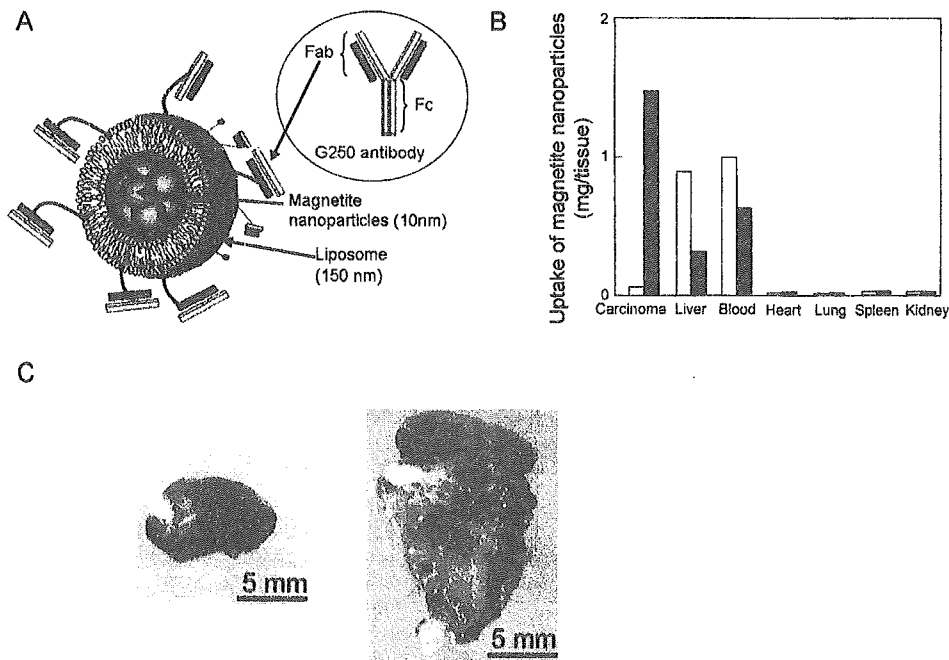 A
Fab
Fc
G250 antibody
Magnetite
nanoparticles (10nm)
Liposome
(150 nm)
B
Uptake of magnetite nanoparticles
(mg/tissue)
2
1
0
Carcinoma Liver Blood Heart Lung Spleen Kidney
C
5 mm
5 mm